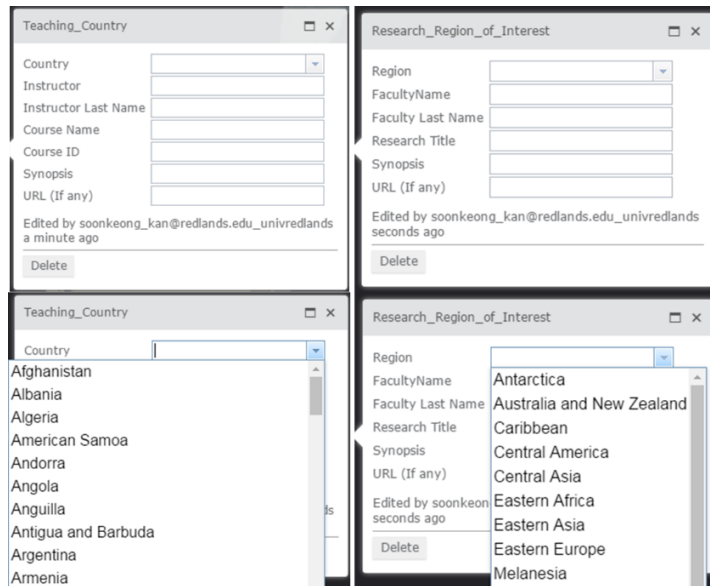 Teaching_Country
Country
Instructor
Instructor Last Name
Course Name
Course ID
Synopsis
URL (If any)
Edited by soonkeong_kan@redlands.edu_univredlands
a minute ago
Delete
Research_Region_of_Interest
Region
FacultyName
Faculty Last Name
Research Title
Synopsis
URL (If any)
Edited by soonkeong_kan@redlands.edu_univredlands
seconds ago
Delete
Teaching_Country
Country
Afghanistan
Albania
Algeria
American Samoa
Andorra
Angola
Anguilla
Antigua and Barbuda
ds
Argentina
Armenia
Research_Region_of_Interest
Region
FacultyName
Faculty Last Name
Research Title
Synopsis
URL (If any)
Edited by soonkeon
seconds ago
Delete
Antarctica
Australia and New Zealand
Caribbean
Central America
Central Asia
Eastern Africa
Eastern Asia
Eastern Europe
Melanesia